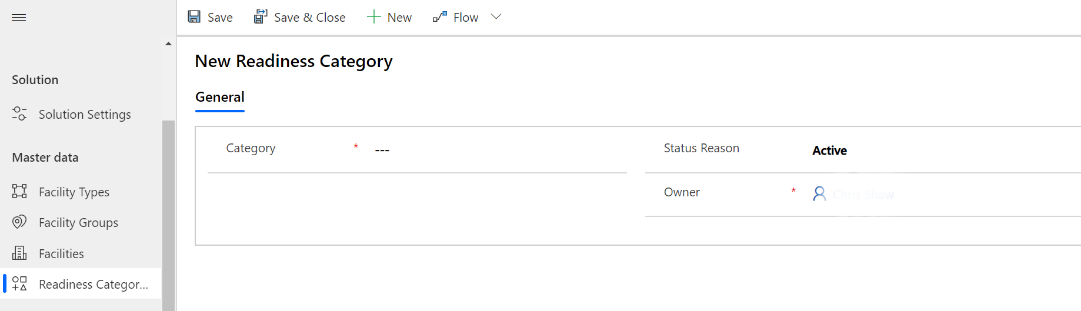 Save Save & Close New Flow
New Readiness Category
General
Category * ---
Status Reason Active
Owner *
Solution
Solution Settings
Master data
Facility Types
Facility Groups
Facilities
Readiness Categor...